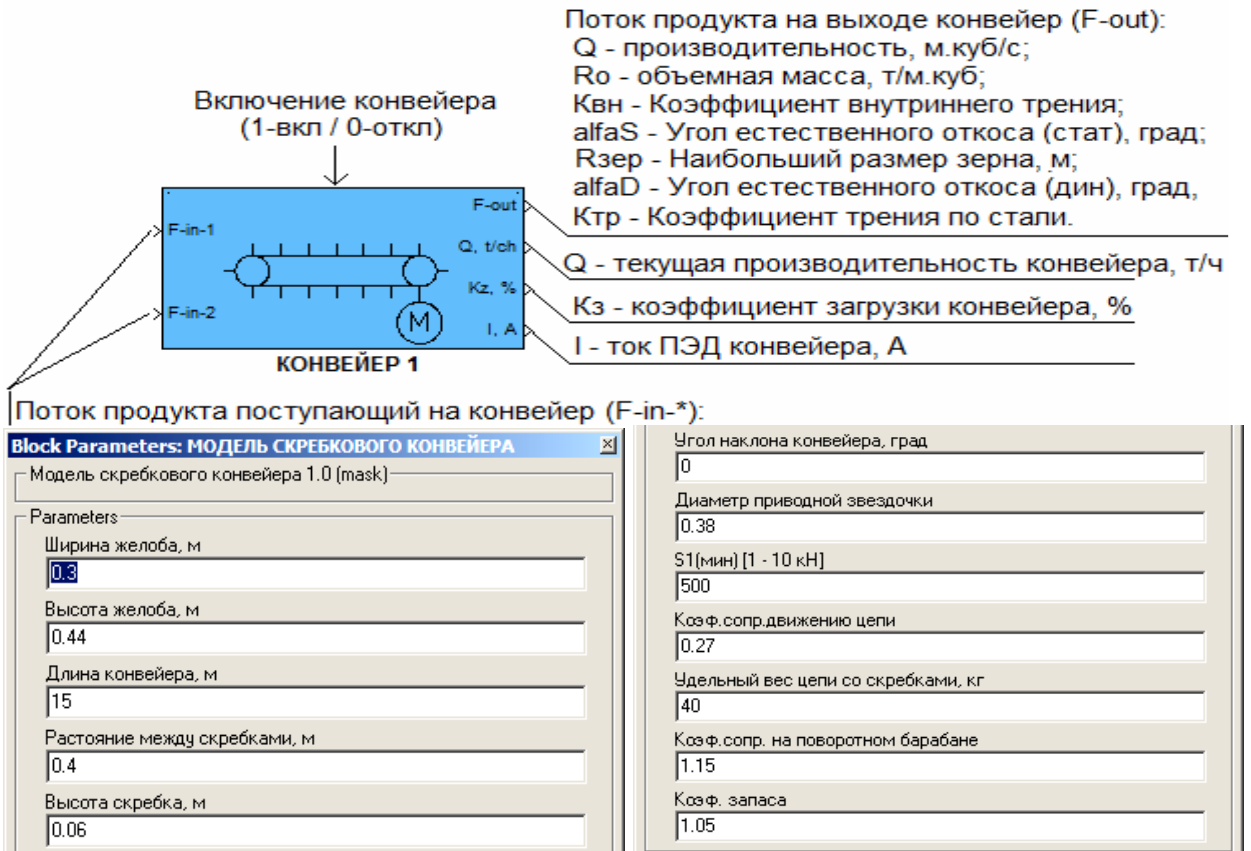 Поток продукта на выходе конвейер (F-out):
Q - производительность, м.куб/с;
Ro - объемная масса, т/м.куб;
Квн - Коэффициент внутриннего трения;
alfaS - Угол естественного откоса (стат), град;
Rзер - Наибольший размер зерна, м;
alfaD - Угол естественного откоса (дин), град,
Ктр - Коэффициент трения по стали.
Включение конвейера
(1-вкл / 0-откл)
F-in-1
F-in-2
F-out
Q, t/ch
Kz, %
I, A
M
КОНВЕЙЕР 1
Q - текущая производительность конвейера, т/ч
Кз - коэффициент загрузки конвейера, %
I - ток ПЭД конвейера, А
Поток продукта поступающий на конвейер (F-in-*):
Block Parameters: МОДЕЛЬ СКРЕБКОВОГО КОНВЕЙЕРА
Модель скребкового конвейера 1.0 (mask)
Parameters
Ширина желоба, м
0.3
Высота желоба, м
0.44
Длина конвейера, м
15
Растояние между скребками, м
0.4
Высота скребка, м
0.06
Угол наклона конвейера, град
0
Диаметр приводной звездочки
0.38
S1(мин) [1 - 10 кН]
500
Коэф.сопр.движению цепи
0.27
Удельный вес цепи со скребками, кг
40
Коэф.сопр. на поворотном барабане
1.15
Коэф. запаса
1.05